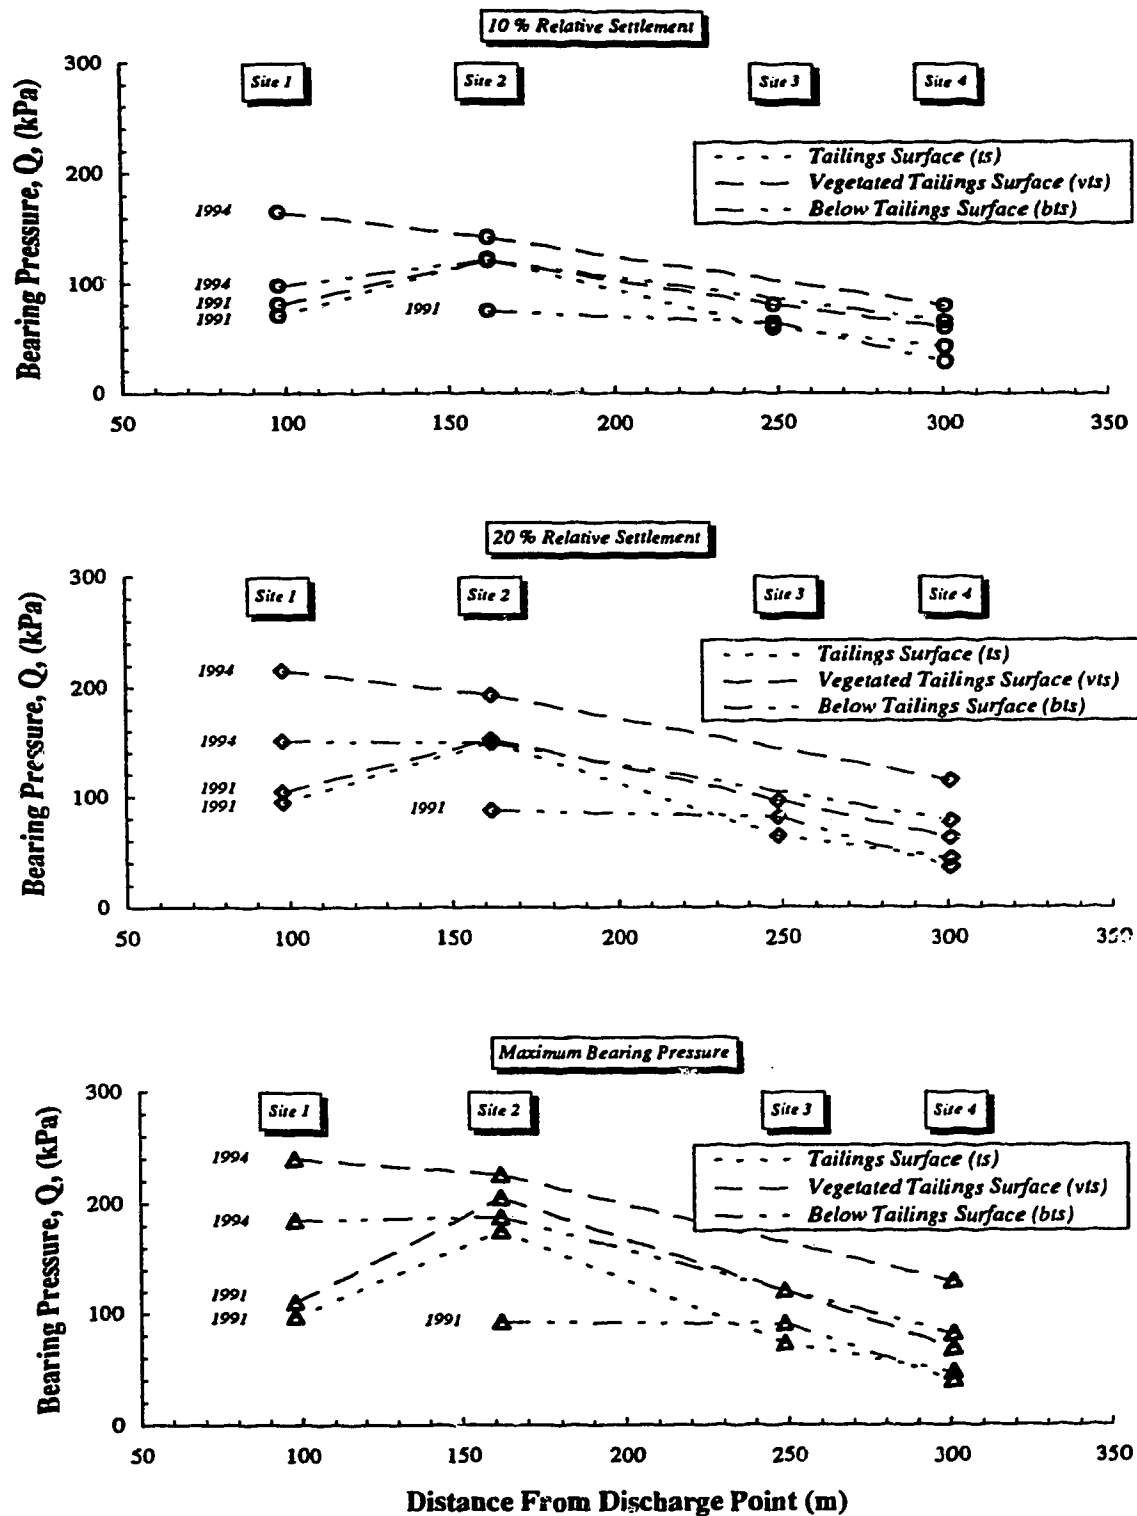 10 % Relative Settlement
300
Site 1
Site 2
Site 3
Site 4
Tailings Surface (ts)
Vegetated Tailings Surface (vts)
Below Tailings Surface (bts)
200
1994
1994
1991
1991
1991
100
0
Bearing Pressure, Q, (kPa)
50 100 150 200 250 300 350
20 % Relative Settlement
300
Site 1
Site 2
Site 3
Site 4
Tailings Surface (ts)
Vegetated Tailings Surface (vts)
Below Tailings Surface (bts)
1994
200
1994
1991
1991
1991
100
0
Bearing Pressure, Q, (kPa)
50 100 150 200 250 300 350
Maximum Bearing Pressure
300
Site 1
Site 2
Site 3
Site 4
Tailings Surface (ts)
Vegetated Tailings Surface (vts)
Below Tailings Surface (bts)
1994
200
1994
1991
1991
1991
100
0
Bearing Pressure, Q, (kPa)
50 100 150 200 250 300 350
Distance From Discharge Point (m)